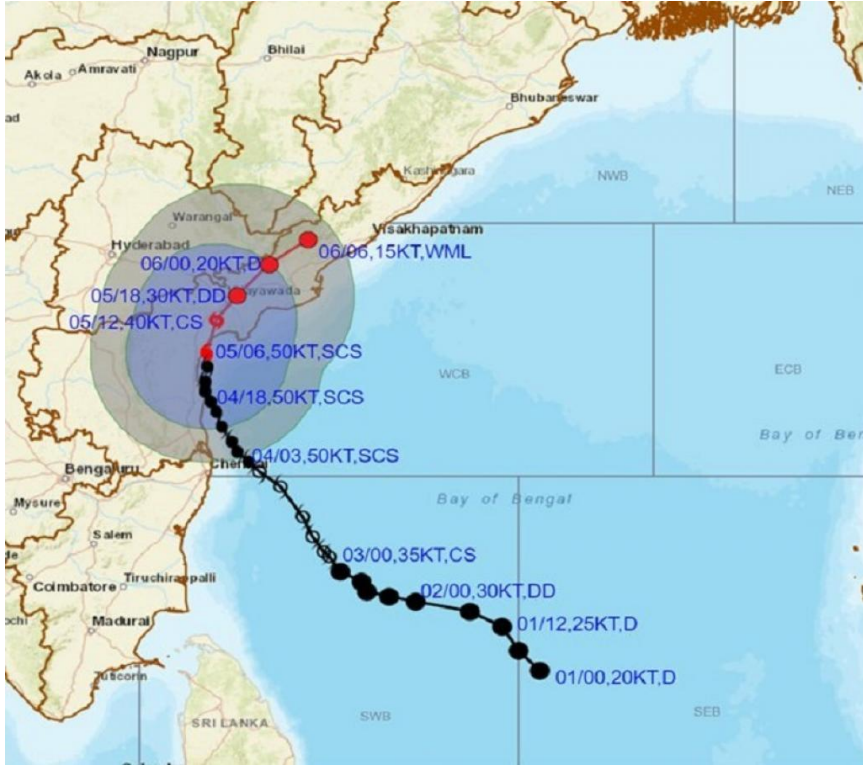 Nagpur
Bhilai
Akola
Amravati
Bhubaneswar
NWB
NEB
Warangal
Visakhapatnam
Hyderabad
06/06,15KT,WML
06/00,20KT,D
05/18,30KT,DD
05/12,40KT,CS
05/06,50KT,SCS
WCB
ECB
04/18,50KT,SCS
Bay of Ben
04/03,50KT,SCS
Bengaluru
Bay of Bengal
Mysure
Salem
03/00,35KT,CS
Coimbatore
Tiruchirappalli
02/00,30KT,DD
01/12,25KT,D
Madurai
01/00,20KT,D
SRI LANKA
SWB
SEB